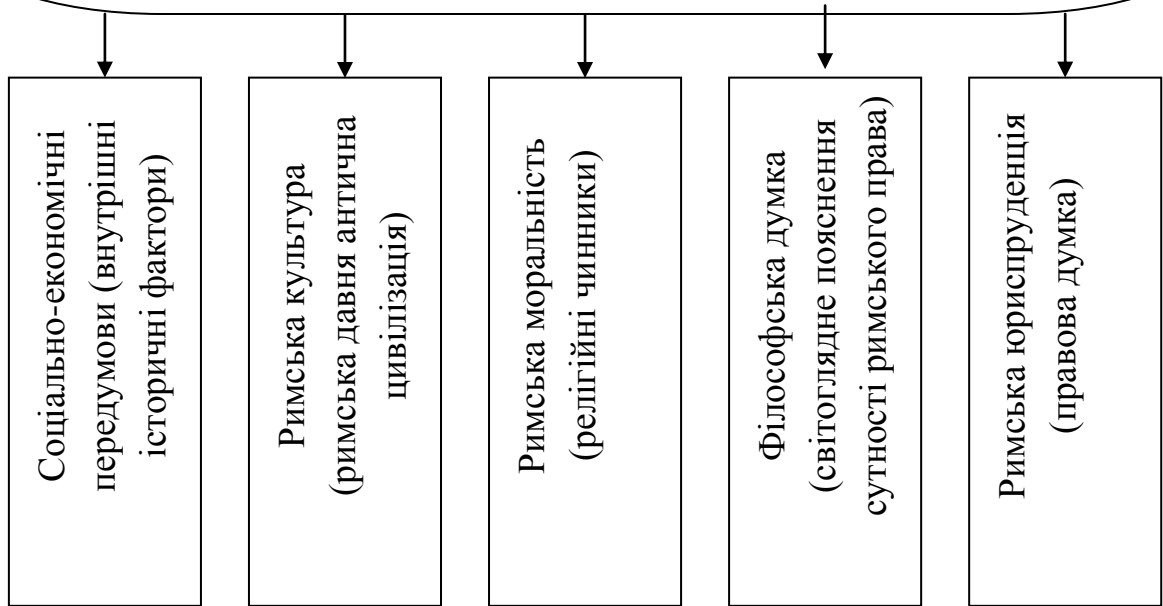 Соціально-економічні
передумови (внутрішні
історичні фактори)
Римська культура
(римська давня антична
цивілізація)
Римська моральність
(релігійні чинники)
Філософська думка
(світоглядне пояснення
сутності римського права)
Римська юриспруденція
(правова думка)